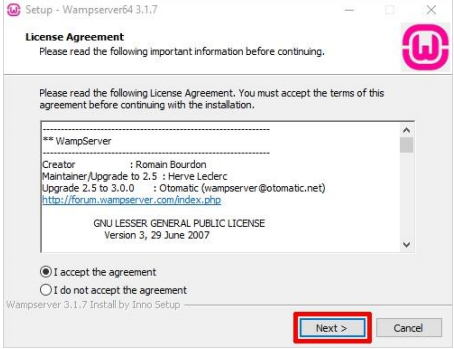 Setup - Wampserver64 3.1.7
License Agreement
Please read the following important information before continuing.
Please read the following License Agreement. You must accept the terms of this
agreement before continuing with the installation.
------------------------------------------------------------
** WampServer
------------------------------------------------------------
Creator : Romain Bourdon
Maintainer/Upgrade to 2.5 : Herve Leclerc
Upgrade 2.5 to 3.0.0 : Otomatic (wampserver@otomatic.net)
http://forum.wampserver.com/index.php
GNU LESSER GENERAL PUBLIC LICENSE
Version 3, 29 June 2007
I accept the agreement
I do not accept the agreement
Wampserver 3.1.7 Install by Inno Setup
Next > Cancel